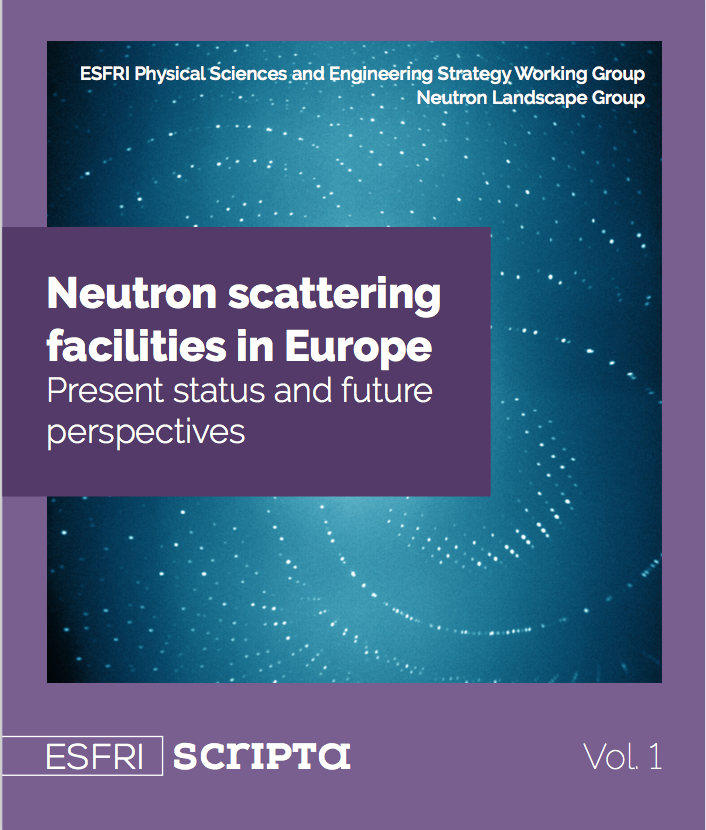 ESFRI Physical Sciences and Engineering Strategy Working Group
Neutron Landscape Group
Neutron scattering
facilities in Europe
Present status and future
perspectives
ESFRI scripta
Vol. 1